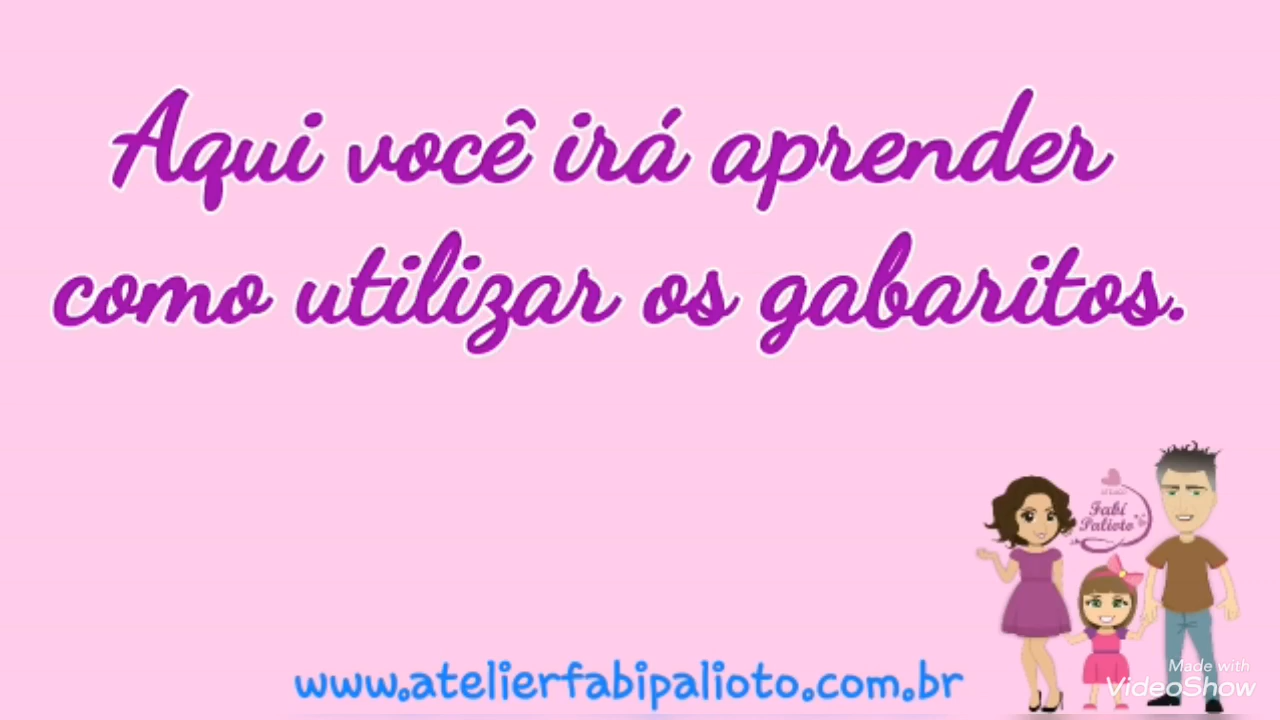 Aqui você irá aprender
como utilizar os gabaritos.
Fabi
Palioto
www.atelierfabipalioto.com.br
Made with
VideoShow